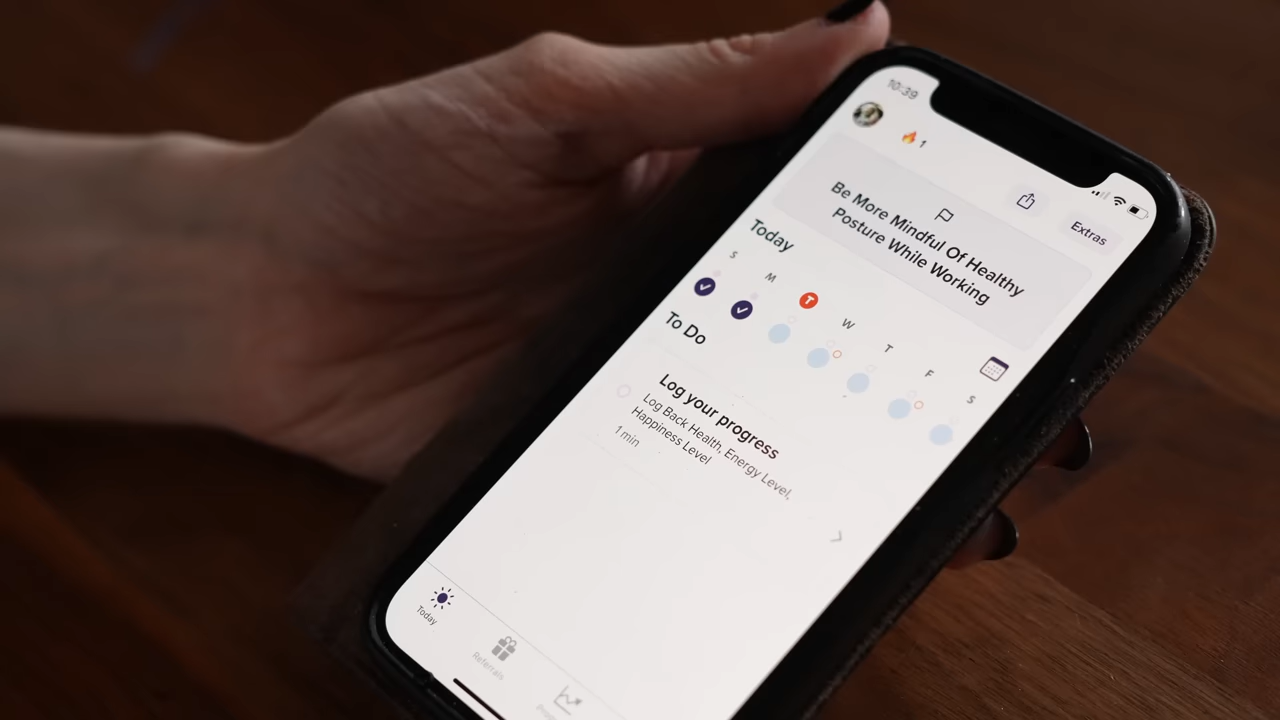 10:39
🔥 1
Extras
Be More Mindful Of Healthy
Posture While Working
Today
S M T W T F S
To Do
Log your progress
Log Back Health, Energy Level,
Happiness Level
1 min
Today
Referrals